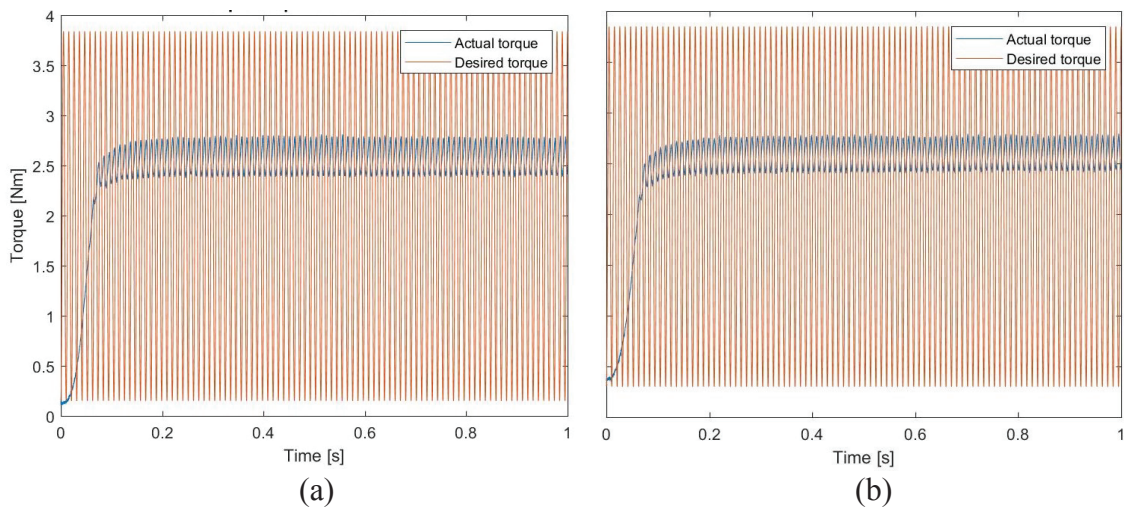 Actual torque
Desired torque
Actual torque
Desired torque
4
3.5
3
2.5
2
1.5
1
0.5
0
Torque [Nm]
0 0.2 0.4 0.6 0.8 1
0 0.2 0.4 0.6 0.8 1
Time [s]
Time [s]
(a)
(b)